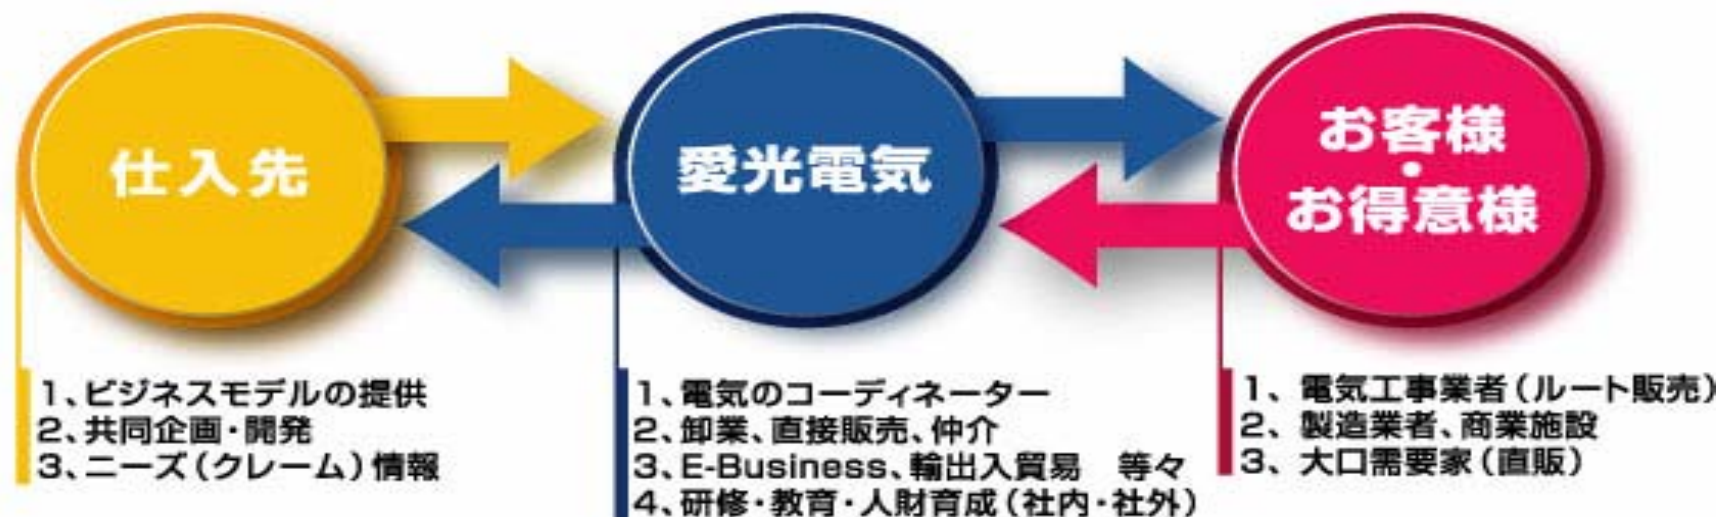 仕入先
愛光電気
お客様
・
お得意様
1、ビジネスモデルの提供
2、共同企画・開発
3、ニーズ(クレーム)情報
1、電気のコーディネーター
2、卸業、直接販売、仲介
3、E-Business、輸出入貿易　等々
4、研修・教育・人財育成(社内・社外)
1、電気工事業者(ルート販売)
2、製造業者、商業施設
3、大口需要家(直販)